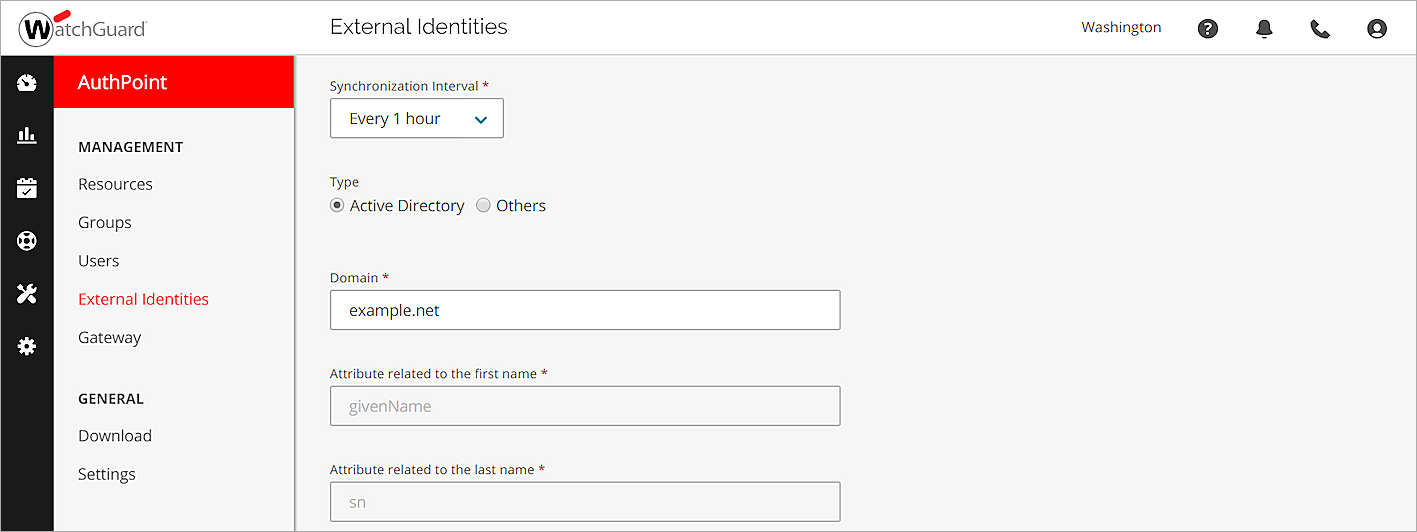 WatchGuard
External Identities
Washington
AuthPoint
MANAGEMENT
Resources
Groups
Users
External Identities
Gateway
GENERAL
Download
Settings
Synchronization Interval *
Every 1 hour
Type
Active Directory Others
Domain *
example.net
Attribute related to the first name *
givenName
Attribute related to the last name *
sn